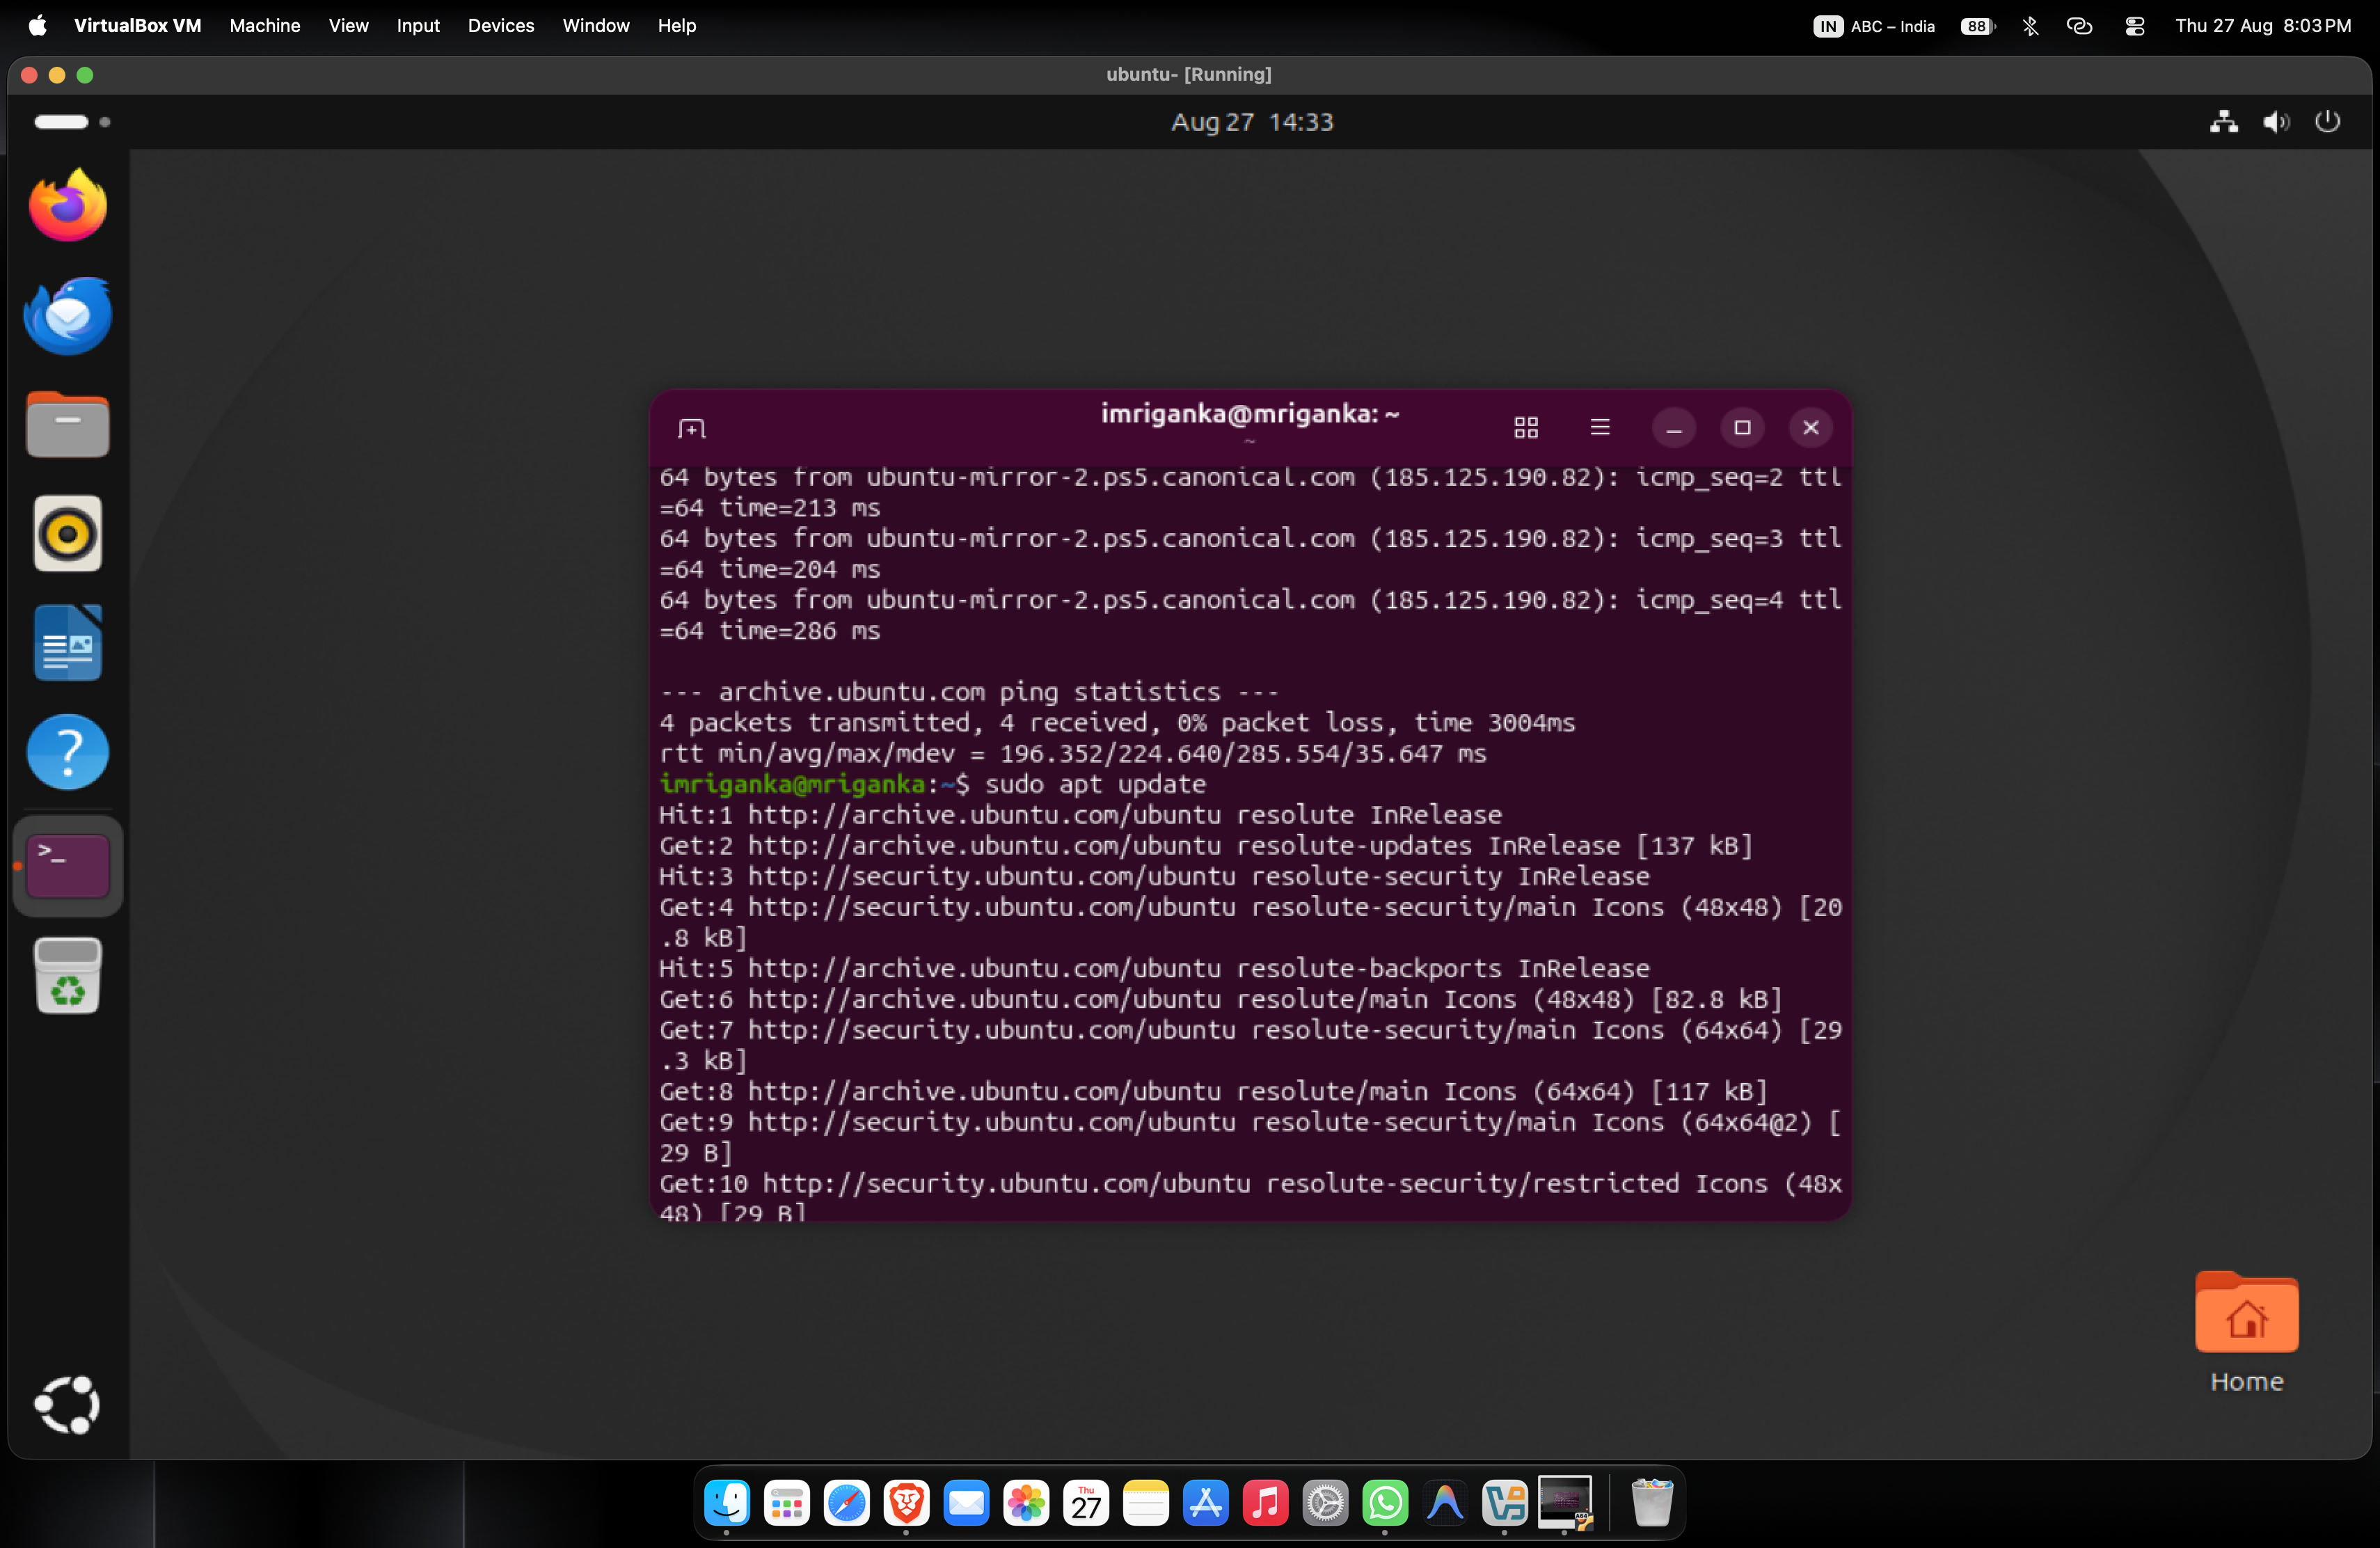 VirtualBox VM Machine View Input Devices Window Help IN ABC – India 88 Thu 27 Aug 8:03 PM
ubuntu- [Running]
Aug 27 14:33
imriganka@mriganka: ~
~
64 bytes from ubuntu-mirror-2.ps5.canonical.com (185.125.190.82): icmp_seq=2 ttl
=64 time=213 ms
64 bytes from ubuntu-mirror-2.ps5.canonical.com (185.125.190.82): icmp_seq=3 ttl
=64 time=204 ms
64 bytes from ubuntu-mirror-2.ps5.canonical.com (185.125.190.82): icmp_seq=4 ttl
=64 time=286 ms
--- archive.ubuntu.com ping statistics ---
4 packets transmitted, 4 received, 0% packet loss, time 3004ms
rtt min/avg/max/mdev = 196.352/224.640/285.554/35.647 ms
imriganka@mriganka:~$ sudo apt update
Hit:1 http://archive.ubuntu.com/ubuntu resolute InRelease
Get:2 http://archive.ubuntu.com/ubuntu resolute-updates InRelease [137 kB]
Hit:3 http://security.ubuntu.com/ubuntu resolute-security InRelease
Get:4 http://security.ubuntu.com/ubuntu resolute-security/main Icons (48x48) [20
.8 kB]
Hit:5 http://archive.ubuntu.com/ubuntu resolute-backports InRelease
Get:6 http://archive.ubuntu.com/ubuntu resolute/main Icons (48x48) [82.8 kB]
Get:7 http://security.ubuntu.com/ubuntu resolute-security/main Icons (64x64) [29
.3 kB]
Get:8 http://archive.ubuntu.com/ubuntu resolute/main Icons (64x64) [117 kB]
Get:9 http://security.ubuntu.com/ubuntu resolute-security/main Icons (64x64@2) [
29 B]
Get:10 http://security.ubuntu.com/ubuntu resolute-security/restricted Icons (48x
48) [29 B]
Home
Thu
27